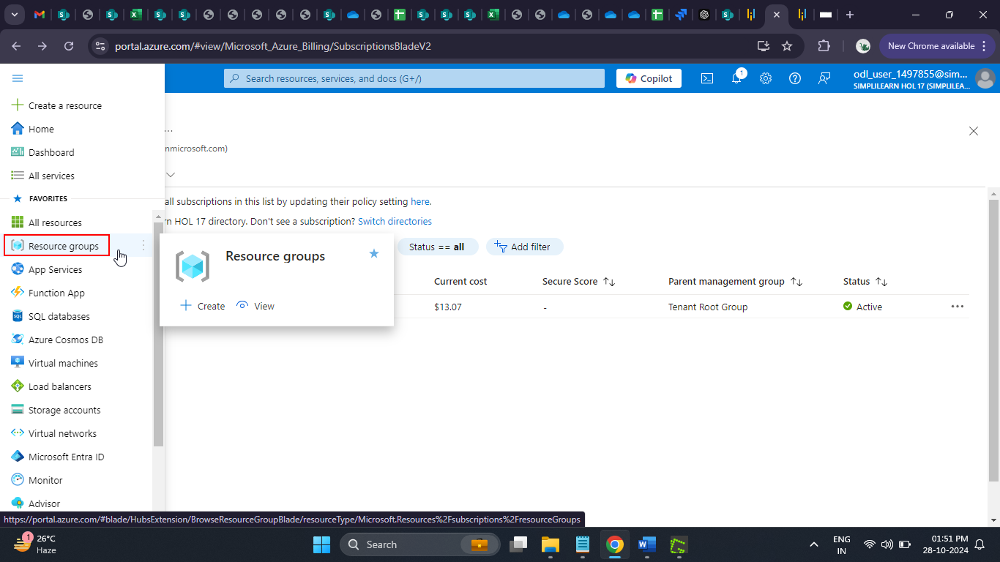 portal.azure.com/#view/Microsoft_Azure_Billing/SubscriptionsBladeV2
New Chrome available
Search resources, services, and docs (G+/)
Copilot
1
odl_user_1497855@sim...
SIMPLILEARN HOL 17 (SIMPLILEA...
Create a resource
Home
Dashboard
All services
FAVORITES
All resources
Resource groups
App Services
Function App
SQL databases
Azure Cosmos DB
Virtual machines
Load balancers
Storage accounts
Virtual networks
Microsoft Entra ID
Monitor
Advisor
...
nmicrosoft.com)
all subscriptions in this list by updating their policy setting here.
rn HOL 17 directory. Don't see a subscription? Switch directories
Status == all
Add filter
Resource groups
Create
View
Current cost
Secure Score
Parent management group
Status
$13.07
-
Tenant Root Group
Active
https://portal.azure.com/#blade/HubsExtension/BrowseResourceGroupBlade/resourceType/Microsoft.Resources%2Fsubscriptions%2FresourceGroups
1
26°C
Haze
Search
ENG
IN
01:51 PM
28-10-2024